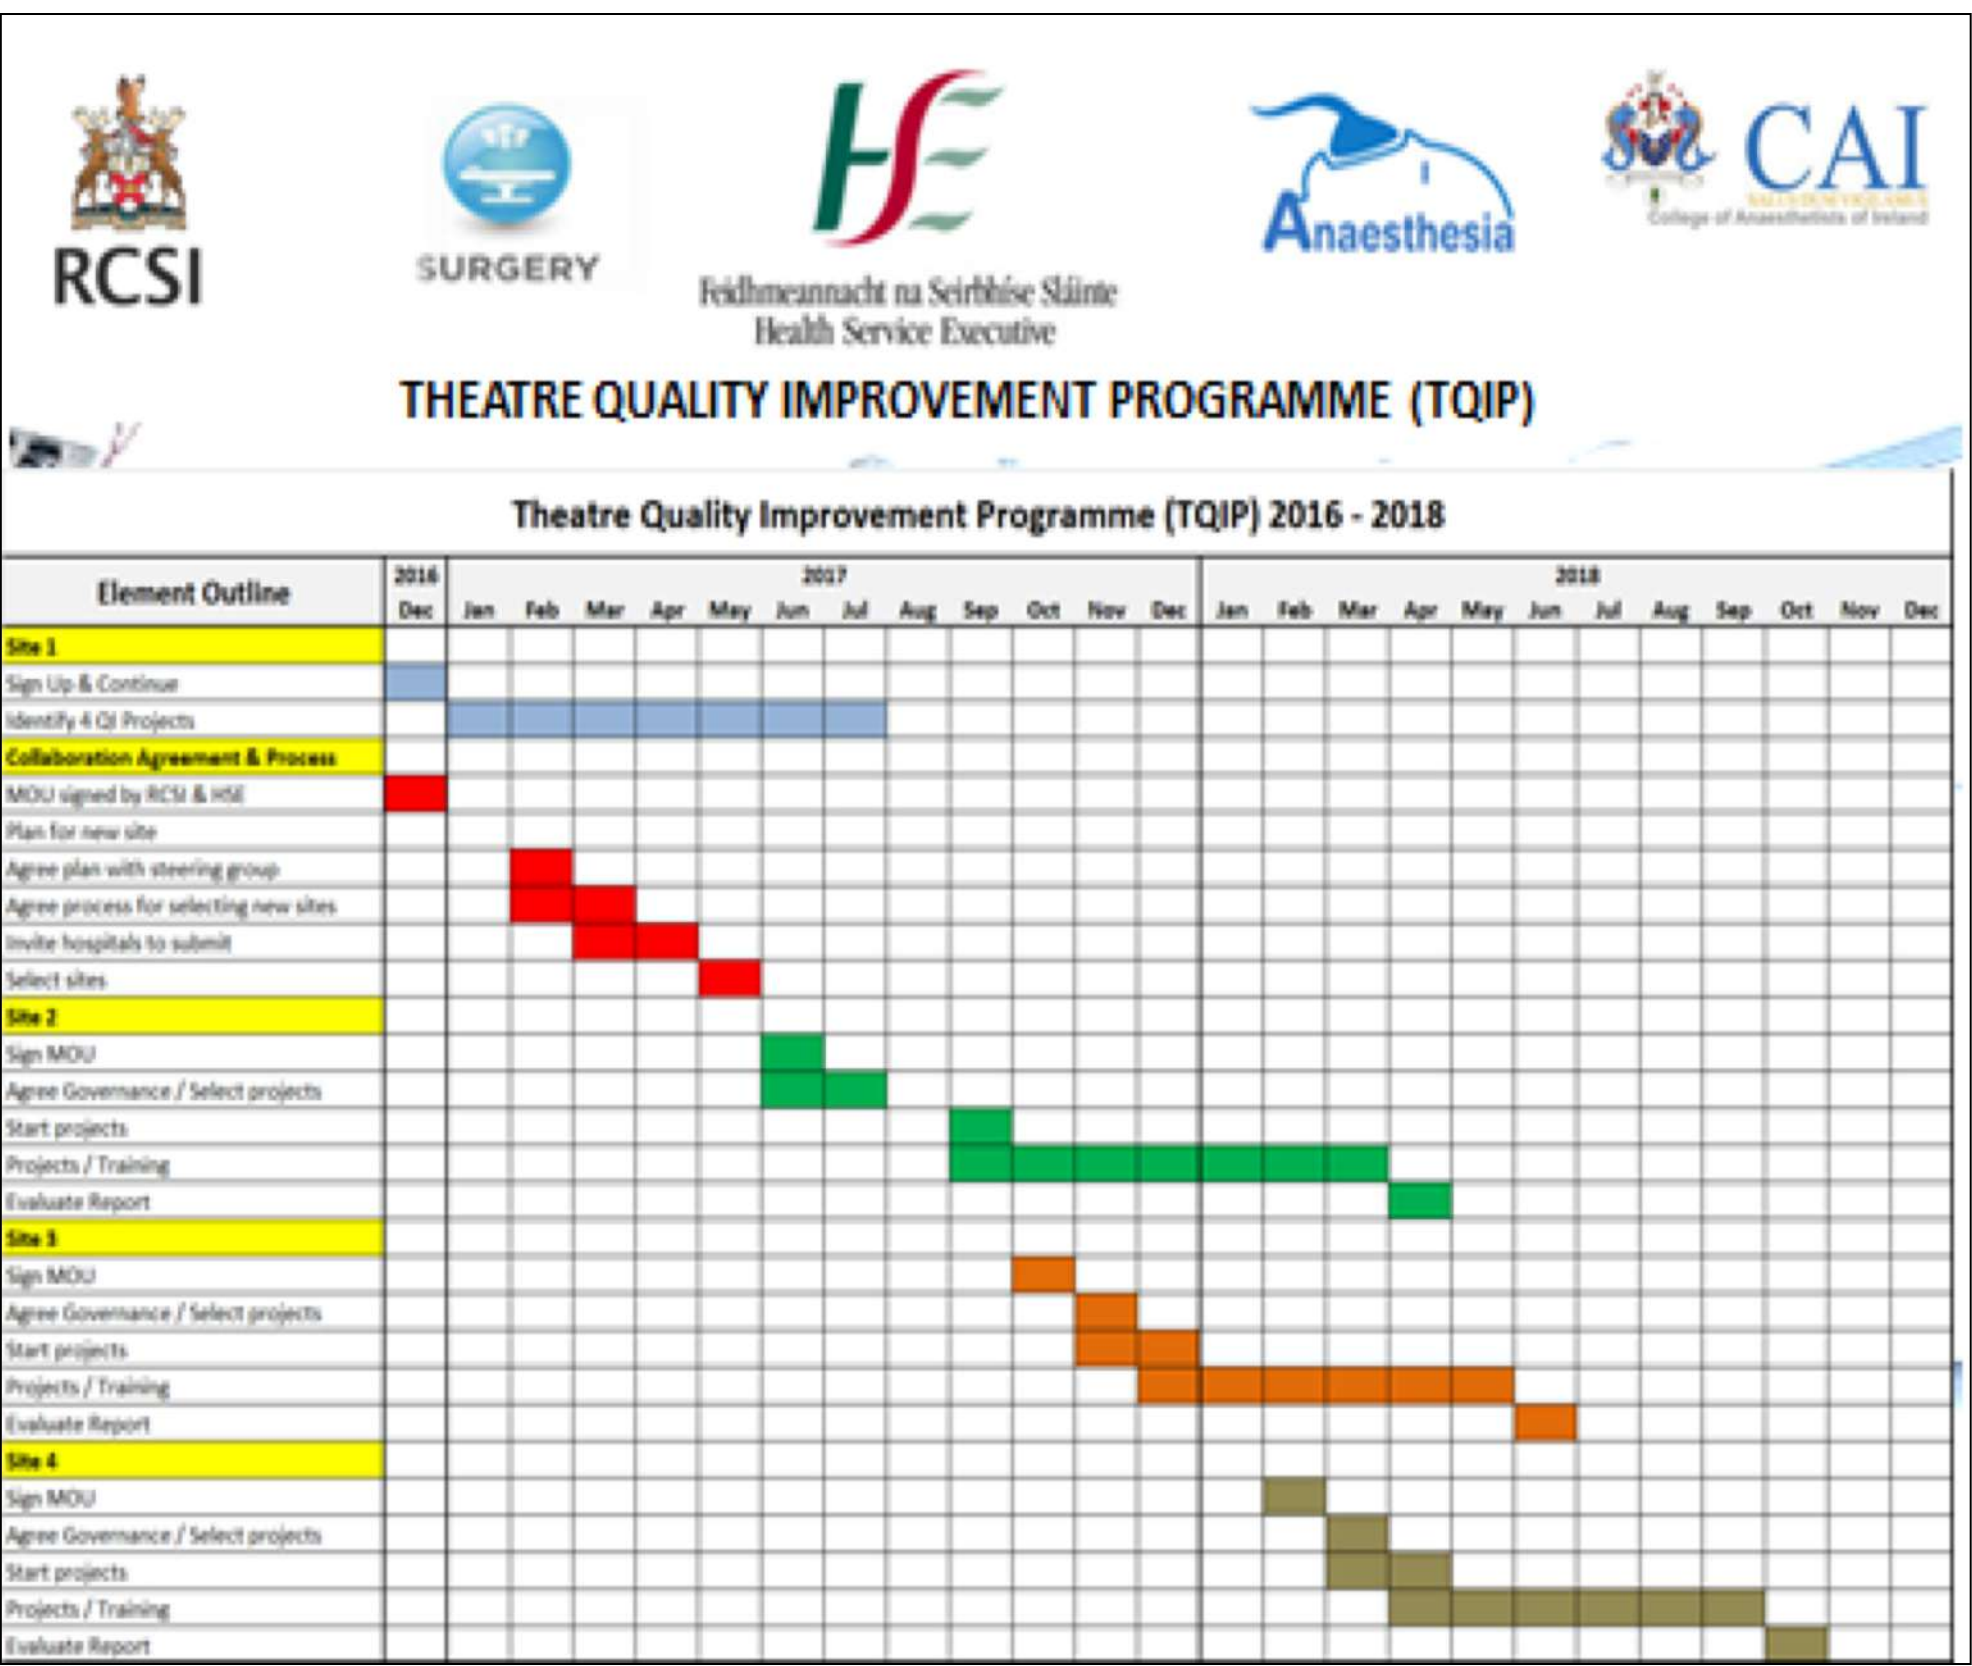 RCSI
SURGERY
Feidhmeannacht na Seirbhíse Sláinte
Health Service Executive
Anaesthesia
CAI
College of Anaesthetists of Ireland
THEATRE QUALITY IMPROVEMENT PROGRAMME (TQIP)
Theatre Quality Improvement Programme (TQIP) 2016 - 2018
Element Outline
2016 2017 2018
Dec Jan Feb Mar Apr May Jun Jul Aug Sep Oct Nov Dec Jan Feb Mar Apr May Jun Jul Aug Sep Oct Nov Dec
Site 1
Sign Up & Continue
Identify 4 QI Projects
Collaboration Agreement & Process
MOU signed by RCSI & HSE
Plan for new site
Agree plan with steering group
Agree process for selecting new sites
Invite hospitals to submit
Select sites
Site 2
Sign MOU
Agree Governance / Select projects
Start projects
Projects / Training
Evaluate Report
Site 3
Sign MOU
Agree Governance / Select projects
Start projects
Projects / Training
Evaluate Report
Site 4
Sign MOU
Agree Governance / Select projects
Start projects
Projects / Training
Evaluate Report